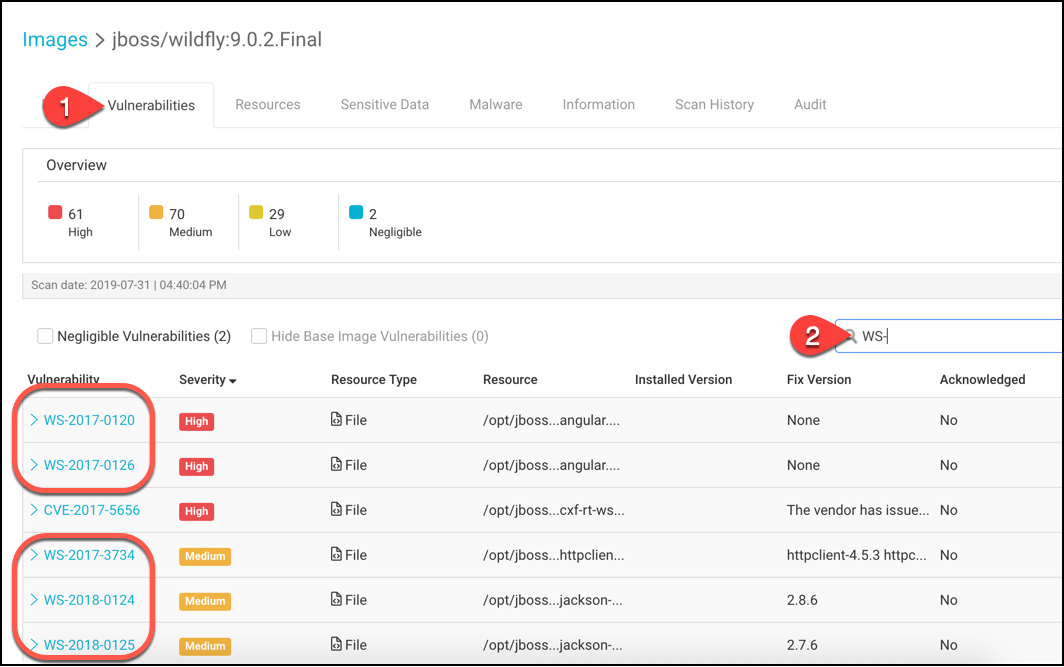 Images > jboss/wildfly:9.0.2.Final
1 Vulnerabilities Resources Sensitive Data Malware Information Scan History Audit
Overview
61 70 29 2
High Medium Low Negligible
Scan date: 2019-07-31 | 04:40:04 PM
Negligible Vulnerabilities (2) Hide Base Image Vulnerabilities (0) 2 WS-
Vulnerability Severity Resource Type Resource Installed Version Fix Version Acknowledged
> WS-2017-0120 High File /opt/jboss...angular.... None No
> WS-2017-0126 High File /opt/jboss...angular.... None No
> CVE-2017-5656 High File /opt/jboss...cxf-rt-ws... The vendor has issue... No
> WS-2017-3734 Medium File /opt/jboss...httpclien... httpclient-4.5.3 httpc... No
> WS-2018-0124 Medium File /opt/jboss...jackson-... 2.8.6 No
> WS-2018-0125 Medium File /opt/jboss...jackson-... 2.7.6 No